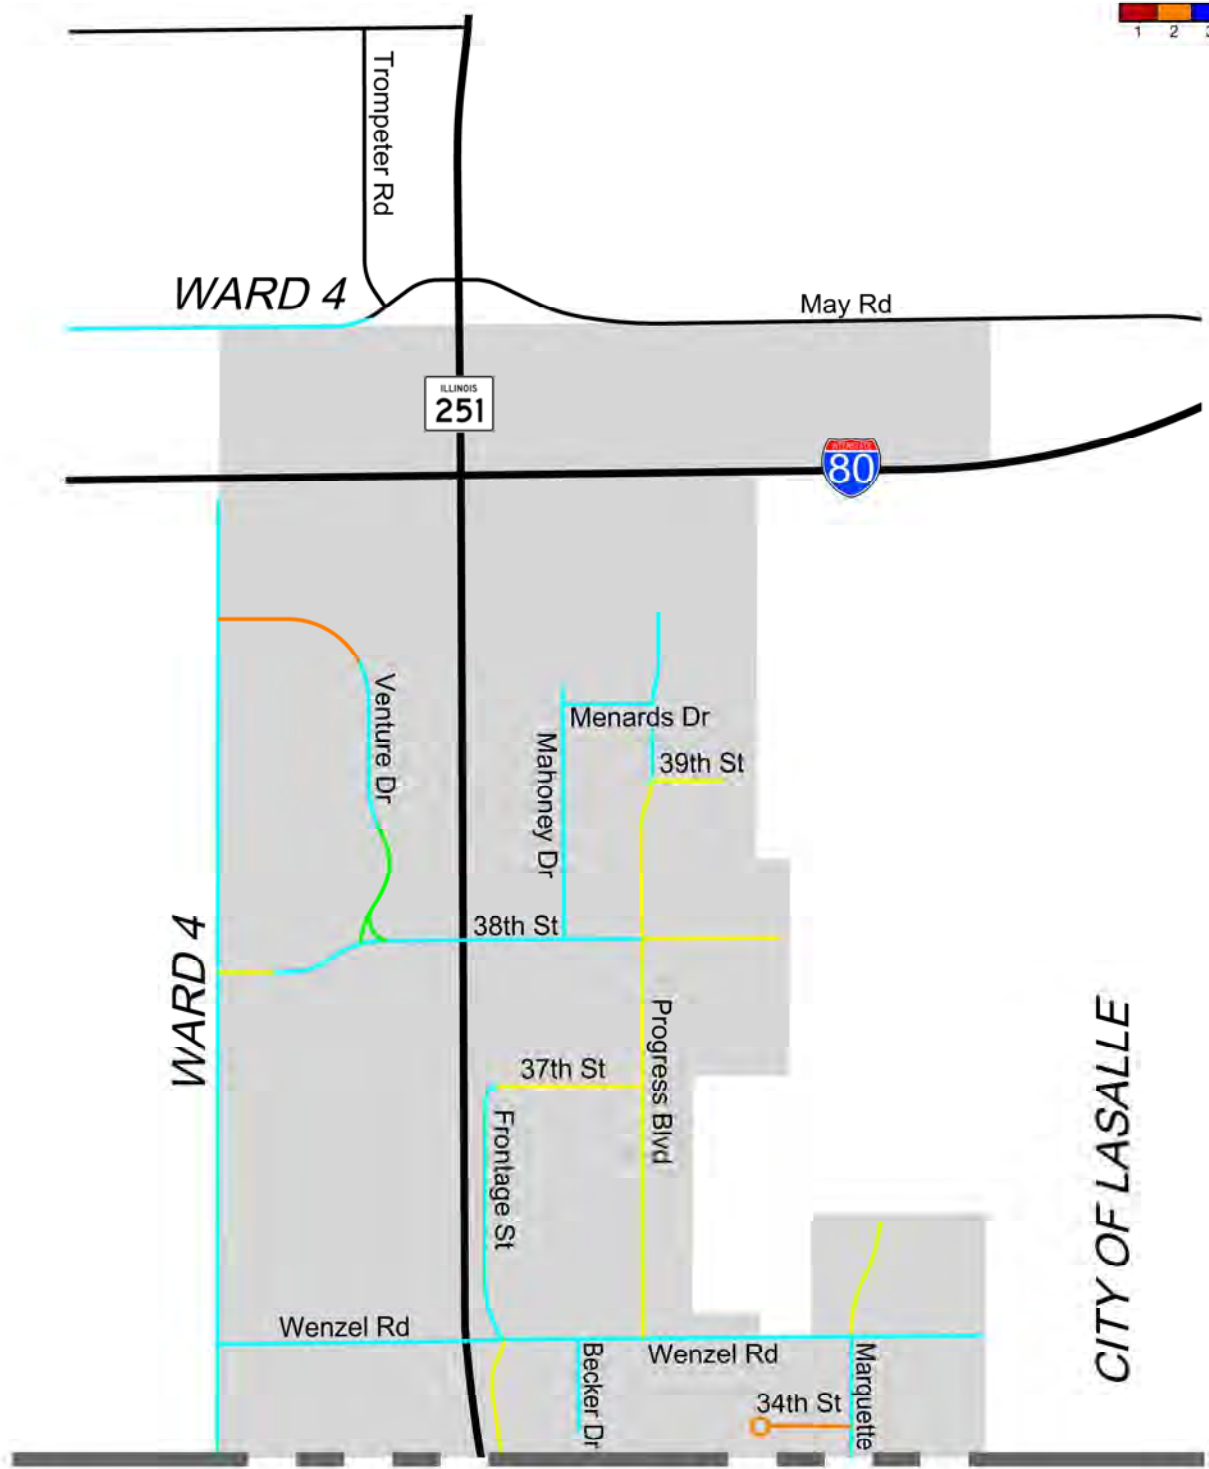 1 2
Trompeter Rd
WARD 4
May Rd
ILLINOIS
251
INTERSTATE
80
Venture Dr
Menards Dr
Mahoney Dr
39th St
38th St
WARD 4
Progress Blvd
37th St
Frontage St
CITY OF LASALLE
Wenzel Rd
Becker Dr
Wenzel Rd
34th St
Marquette